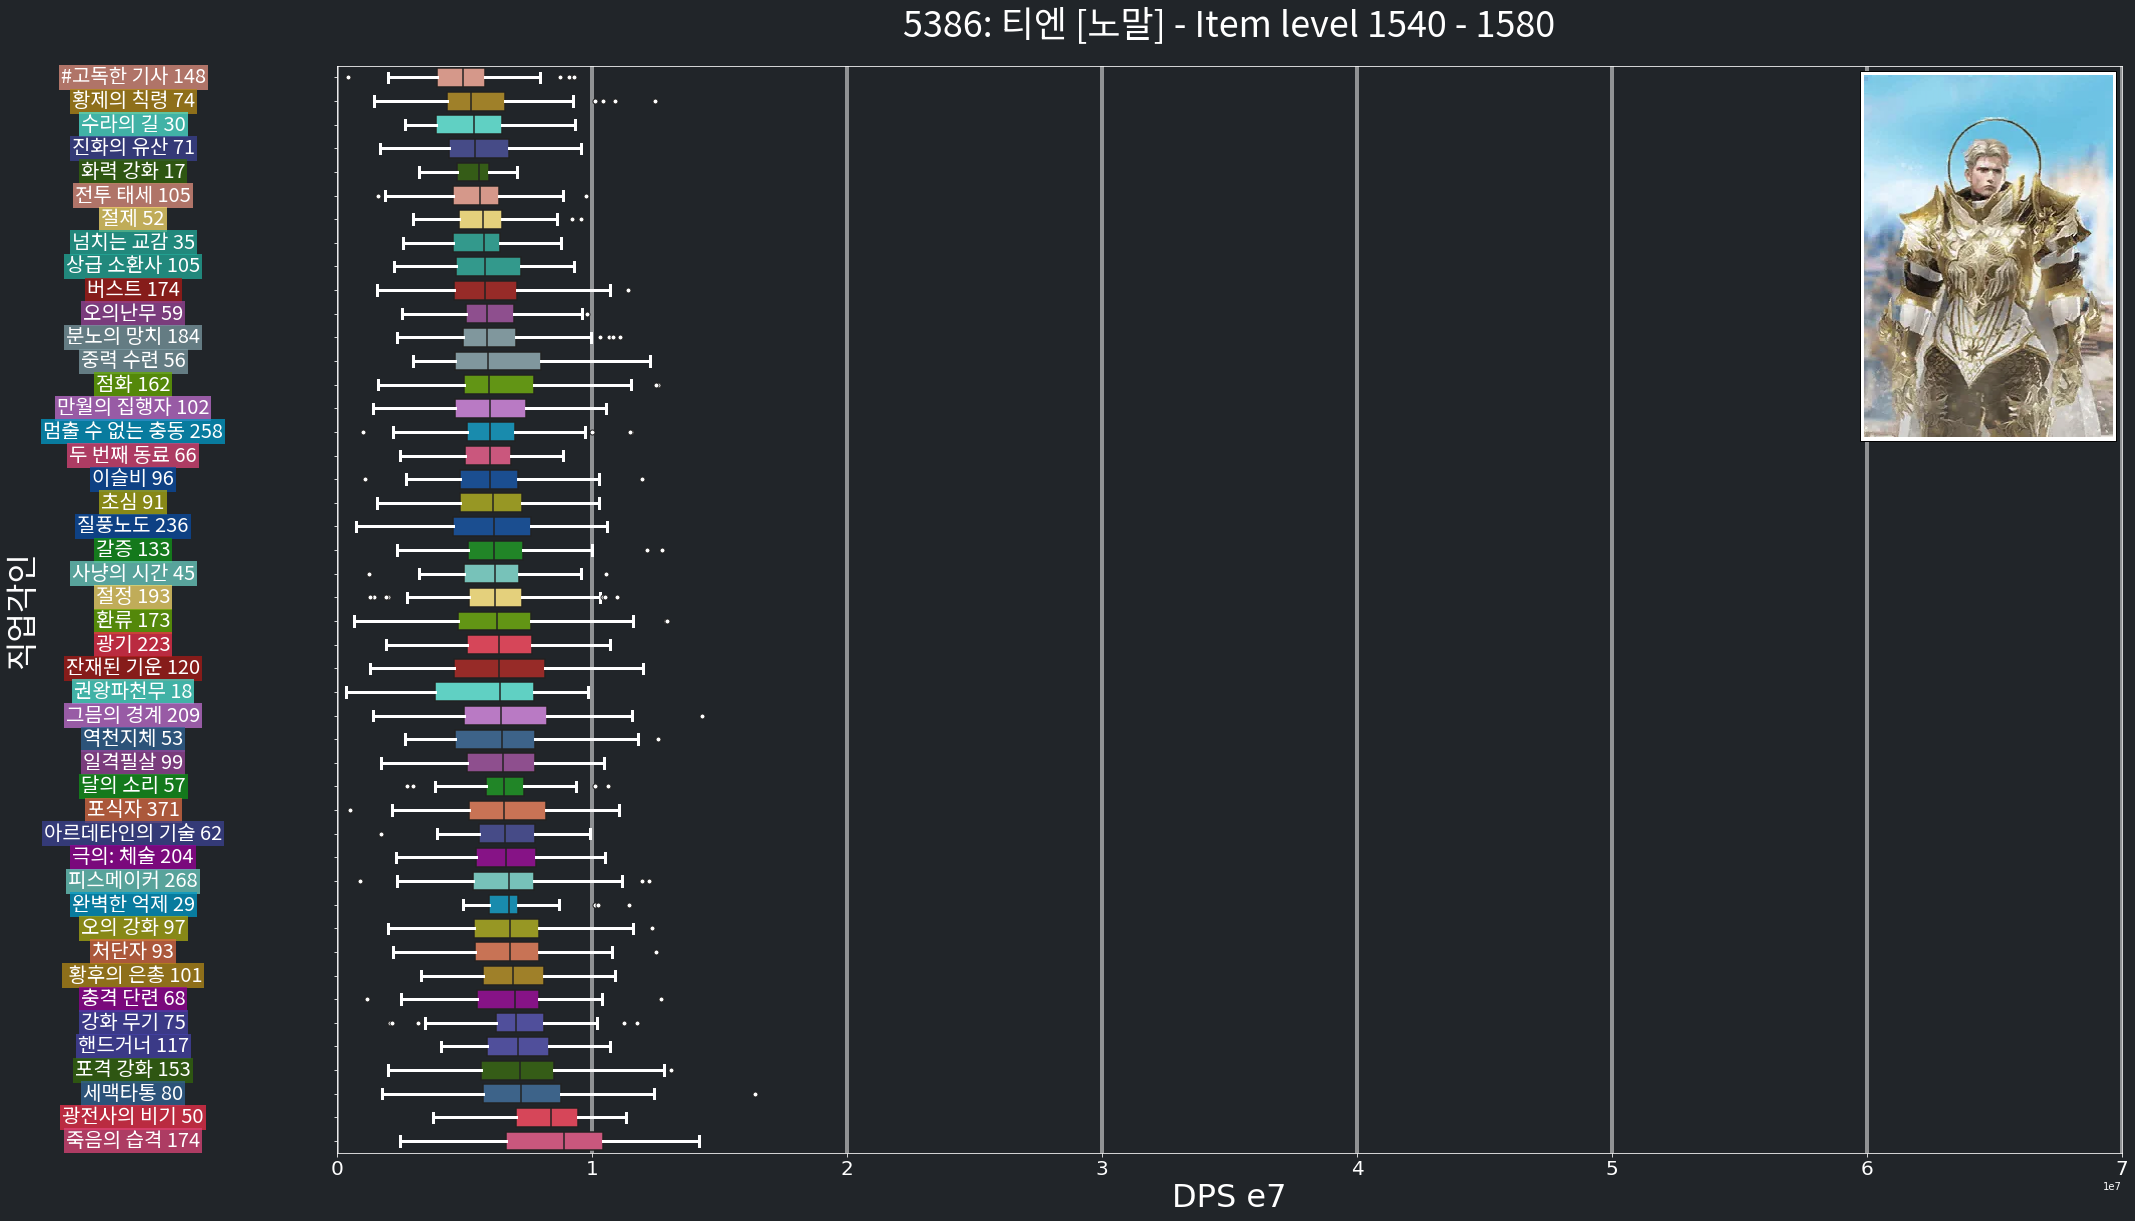 5386: 티엔 [노말] - Item level 1540 - 1580
#고독한 기사 148
황제의 칙령 74
수라의 길 30
진화의 유산 71
화력 강화 17
전투 태세 105
절제 52
넘치는 교감 35
상급 소환사 105
버스트 174
오의난무 59
분노의 망치 184
중력 수련 56
점화 162
만월의 집행자 102
멈출 수 없는 충동 258
두 번째 동료 66
이슬비 96
초심 91
질풍노도 236
갈증 133
사냥의 시간 45
절정 193
환류 173
광기 223
잔재된 기운 120
권왕파천무 18
그믐의 경계 209
역천지체 53
일격필살 99
달의 소리 57
포식자 371
아르데타인의 기술 62
극의: 체술 204
피스메이커 268
완벽한 억제 29
오의 강화 97
처단자 93
황후의 은총 101
충격 단련 68
강화 무기 75
핸드거너 117
포격 강화 153
세맥타통 80
광전사의 비기 50
죽음의 습격 174
직업각인
0 1 2 3 4 5 6 7
1e7
DPS e7